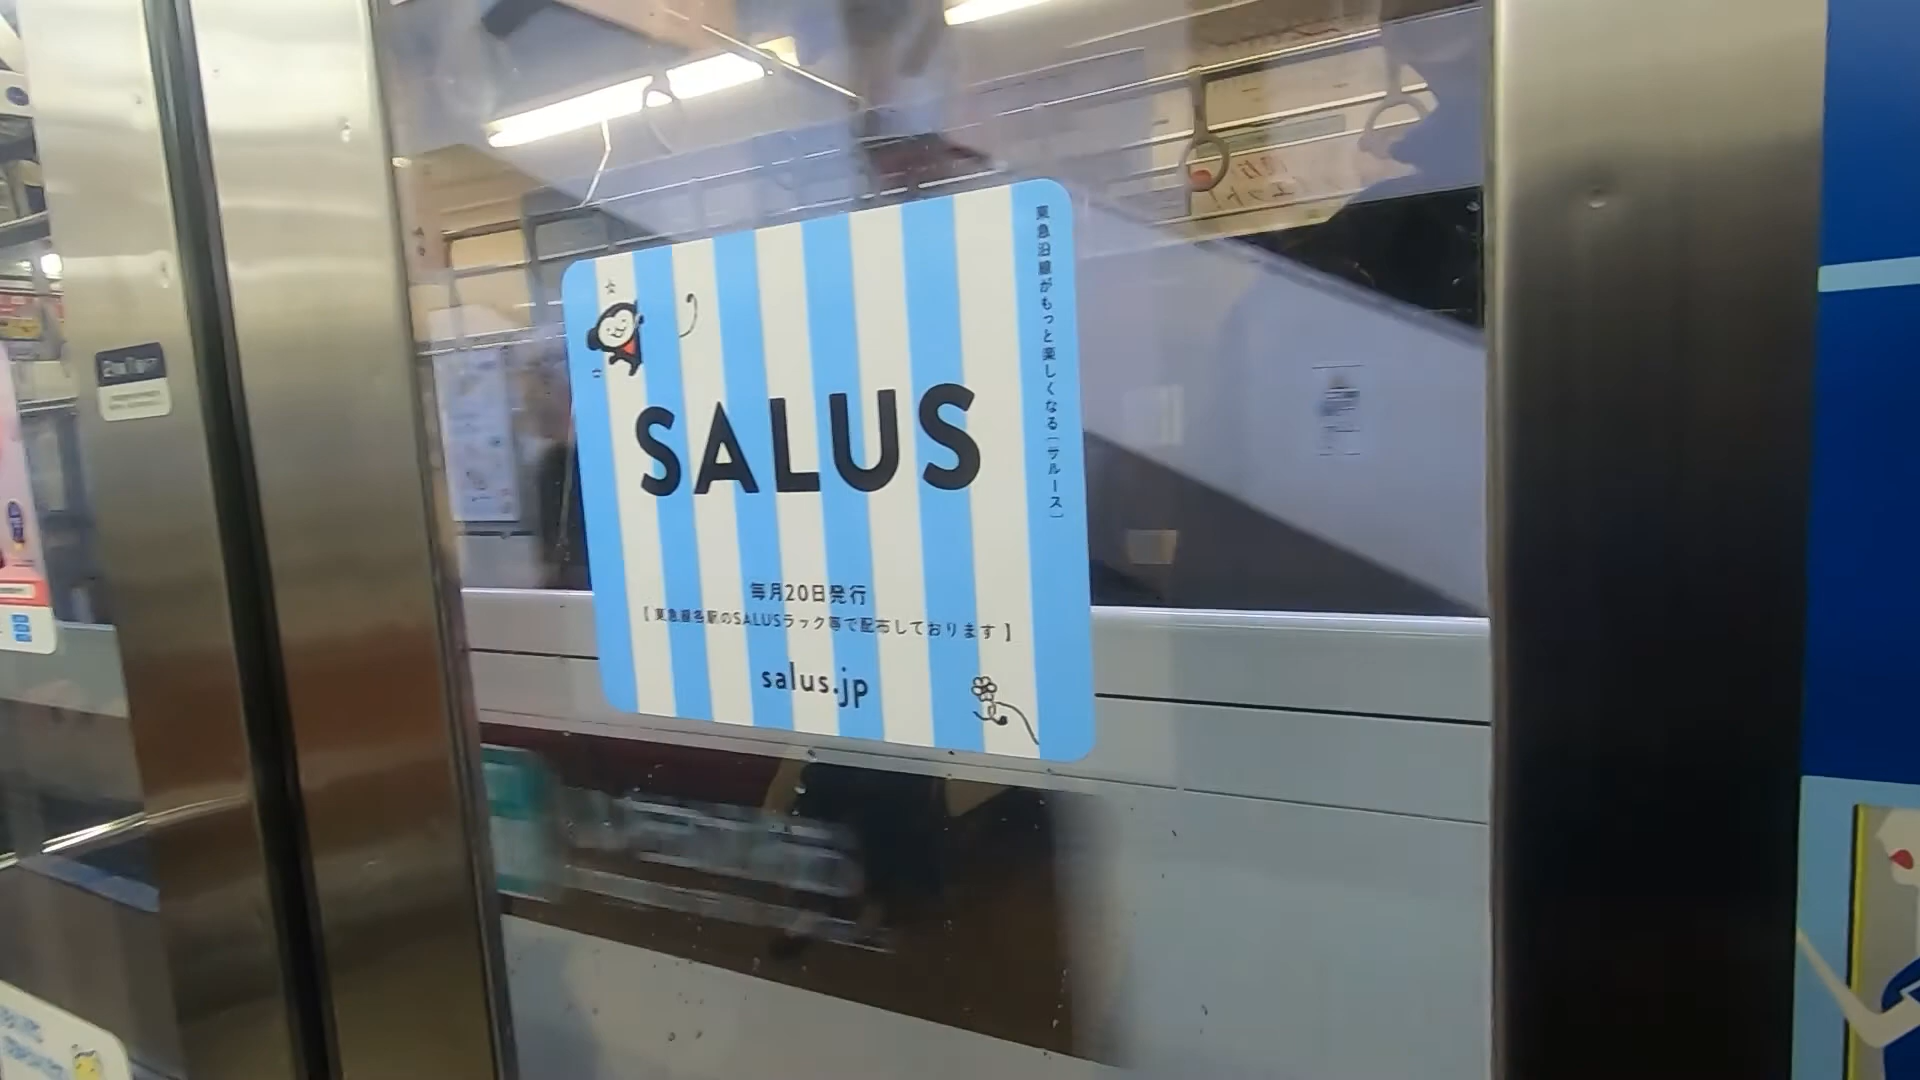 東急沿線がもっと楽しくなる［サルース］
SALUS
毎月20日発行
【 東急線各駅のSALUSラック等で配布しております 】
salus.jp